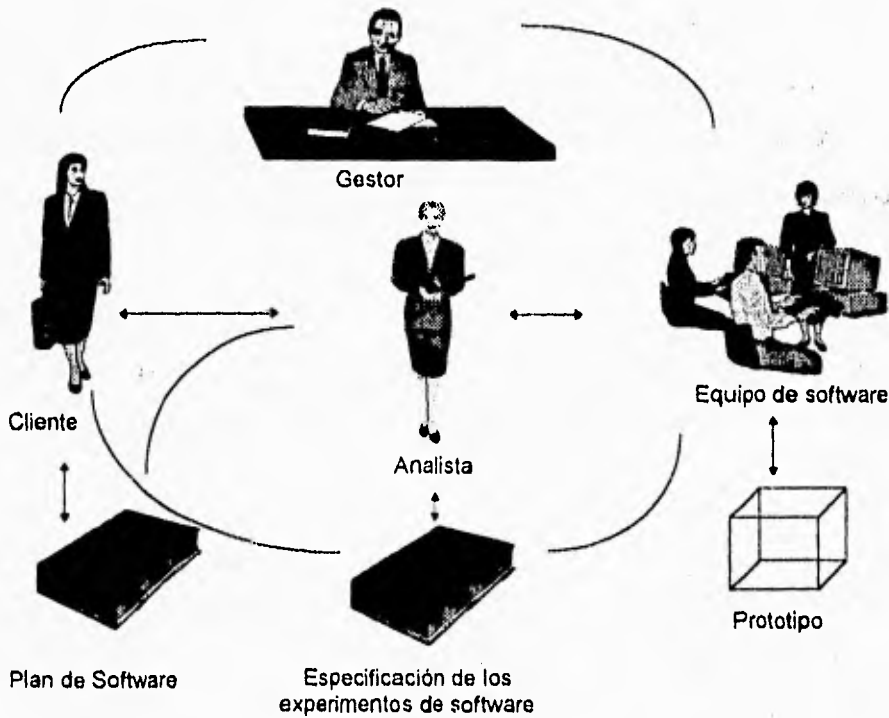 Gestor
Cliente
Analista
Equipo de software
Plan de Software
Especificación de los
experimentos de software
Prototipo